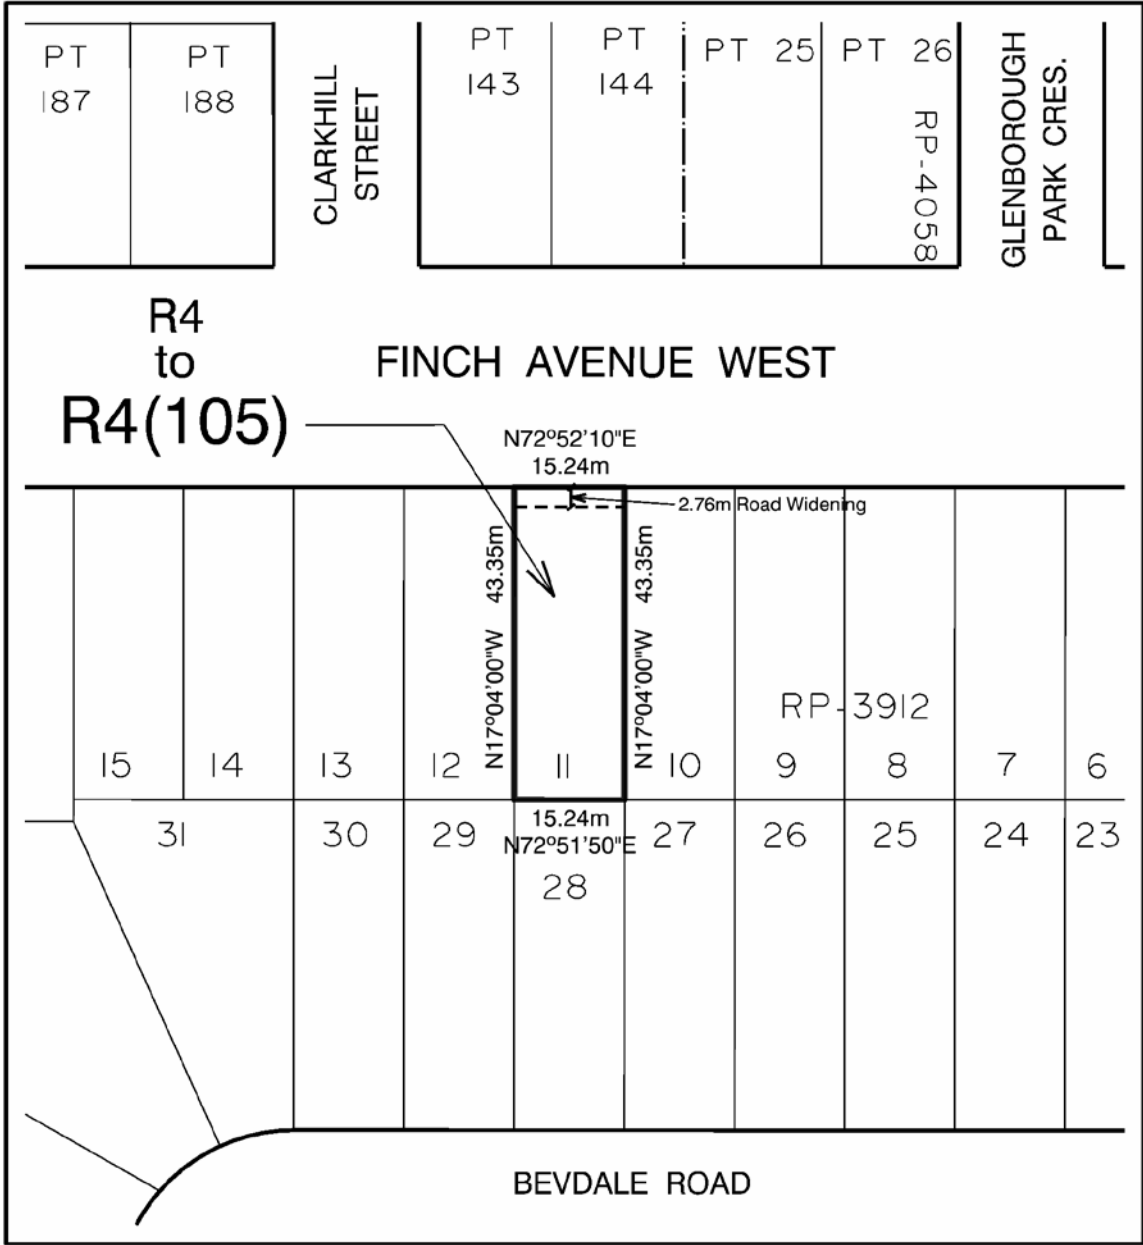 PT
187
PT
188
CLARKHILL
STREET
PT
143
PT
144
PT 25
PT 26
RP-4058
GLENBOROUGH
PARK CRES.
R4
to
R4(105)
FINCH AVENUE WEST
N72º52'10"E
15.24m
2.76m Road Widening
N17º04'00"W 43.35m
N17º04'00"W 43.35m
RP-3912
15
14
13
12
11
10
9
8
7
6
31
30
29
15.24m
N72º51'50"E
28
27
26
25
24
23
BEVDALE ROAD